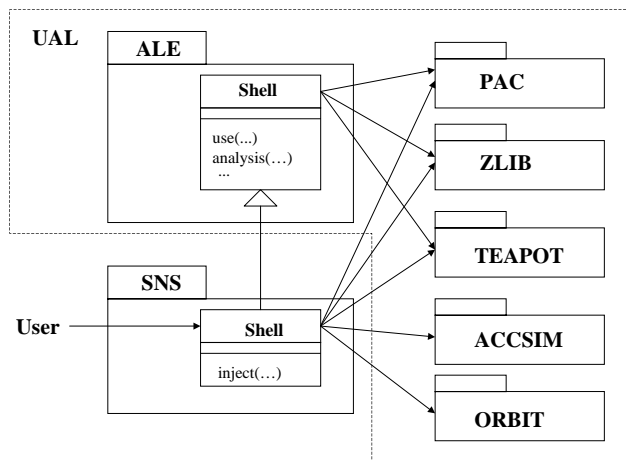 UAL
ALE
Shell
use(...)
analysis(…)
...
PAC
ZLIB
TEAPOT
SNS
User
Shell
inject(…)
ACCSIM
ORBIT